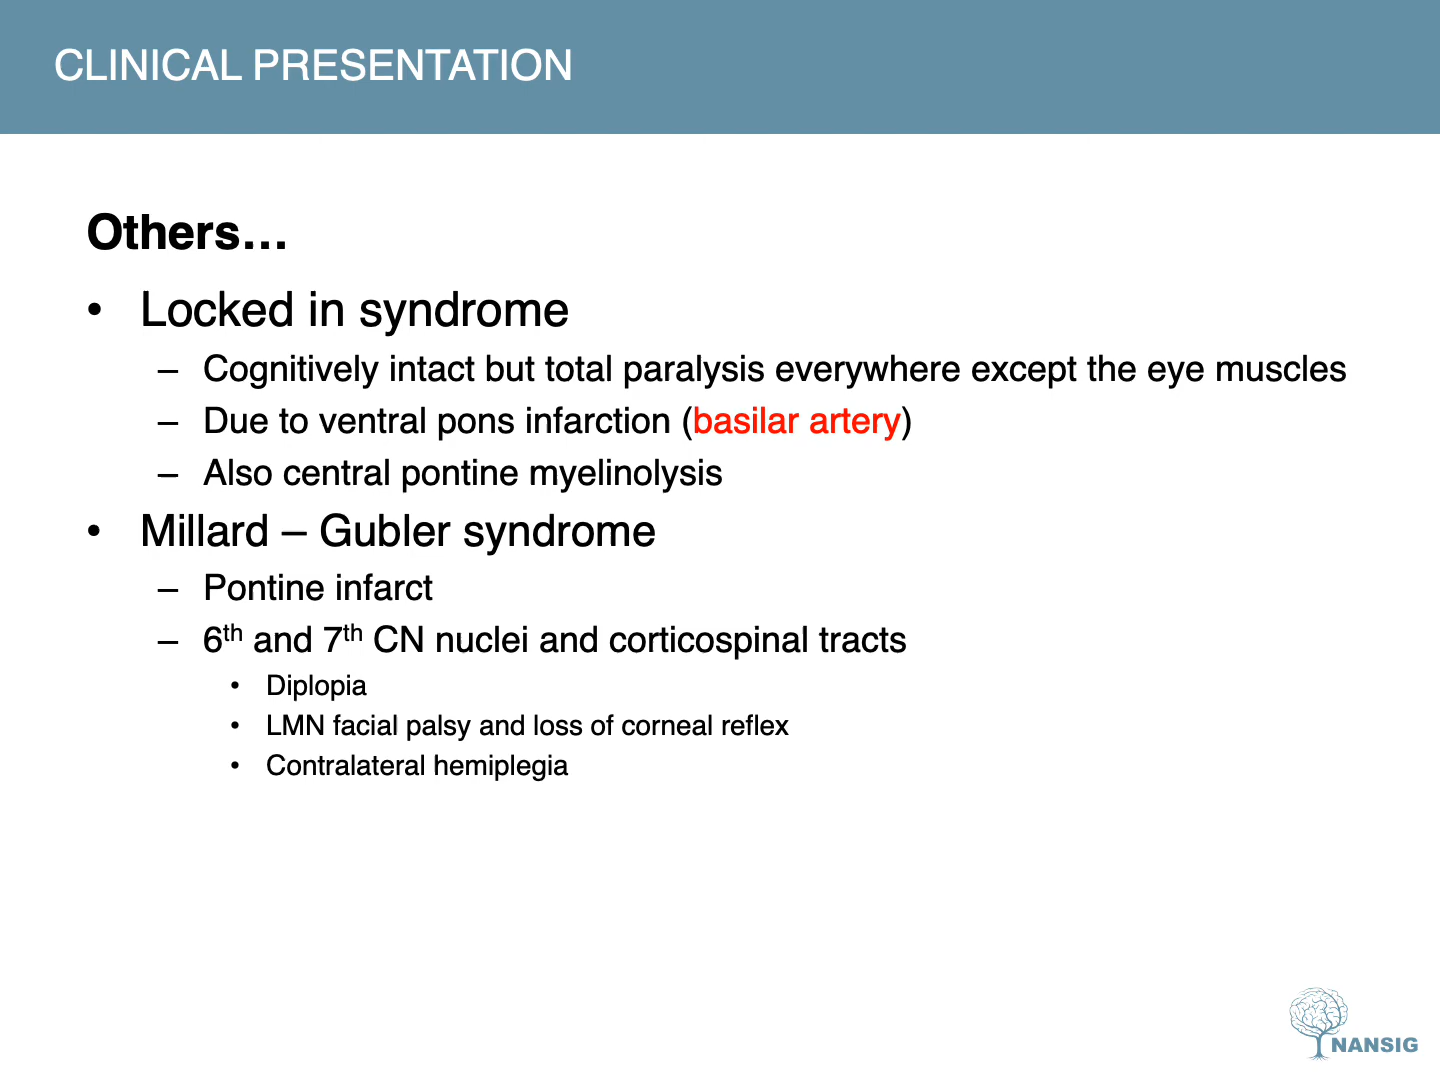 CLINICAL PRESENTATION
Others…
• Locked in syndrome
– Cognitively intact but total paralysis everywhere except the eye muscles
– Due to ventral pons infarction (basilar artery)
– Also central pontine myelinolysis
• Millard – Gubler syndrome
– Pontine infarct
– 6th and 7th CN nuclei and corticospinal tracts
• Diplopia
• LMN facial palsy and loss of corneal reflex
• Contralateral hemiplegia
NANSIG